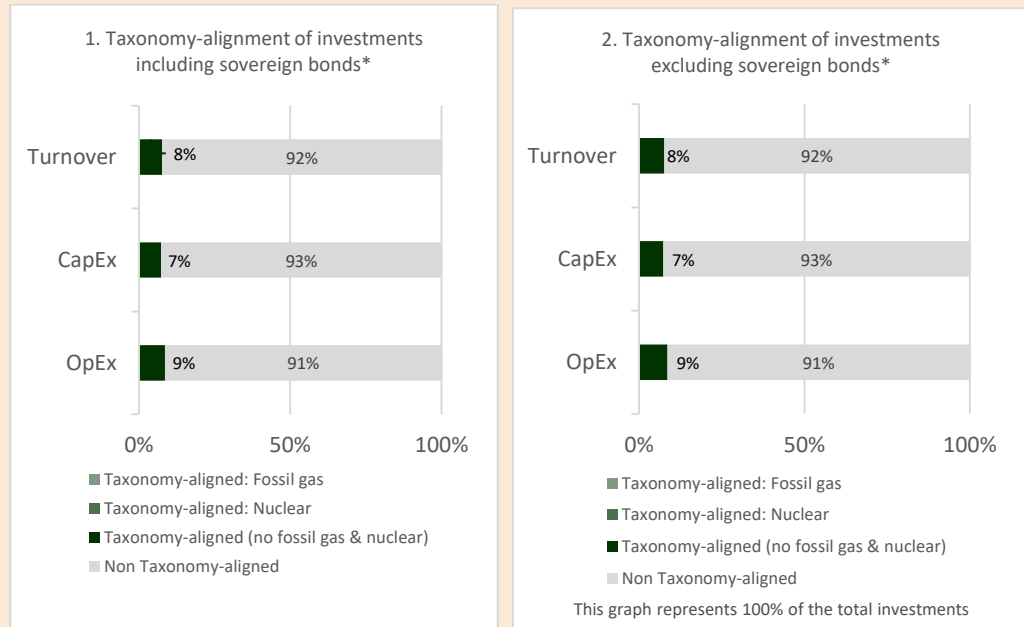 1. Taxonomy-alignment of investments
including sovereign bonds*
Turnover
8%
92%
CapEx
7%
93%
OpEx
9%
91%
0%
50%
100%
Taxonomy-aligned: Fossil gas
Taxonomy-aligned: Nuclear
Taxonomy-aligned (no fossil gas & nuclear)
Non Taxonomy-aligned
2. Taxonomy-alignment of investments
excluding sovereign bonds*
Turnover
8%
92%
CapEx
7%
93%
OpEx
9%
91%
0%
50%
100%
Taxonomy-aligned: Fossil gas
Taxonomy-aligned: Nuclear
Taxonomy-aligned (no fossil gas & nuclear)
Non Taxonomy-aligned
This graph represents 100% of the total investments